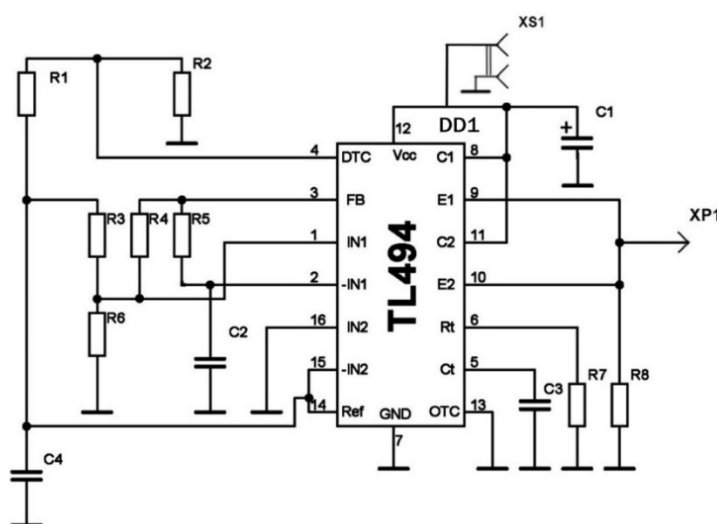 XS1
R1
R2
C1
+
12
DD1
4 DTC Vcc C1 8
3 FB E1 9
XP1
R3 R4 R5
1 IN1 C2 11
2 -IN1 E2 10
TL494
R6
C2
16 IN2 Rt 6
15 -IN2 Ct 5
C3 R7 R8
14 Ref GND OTC 13
7
C4